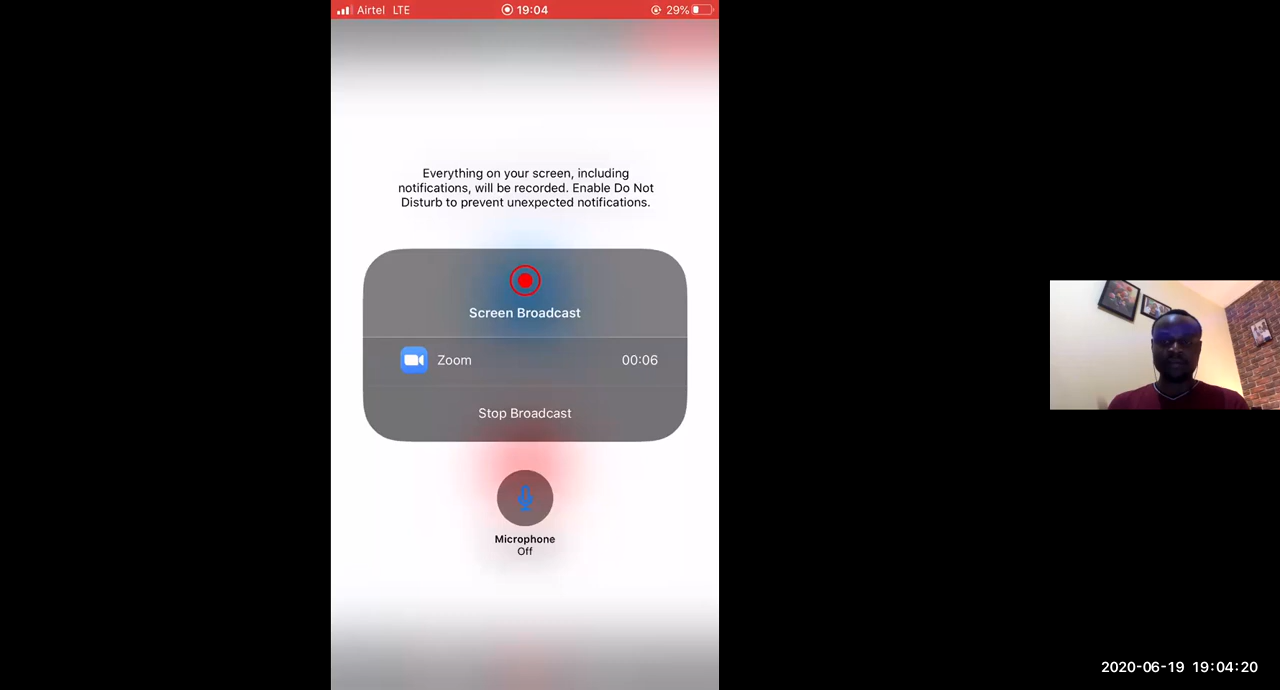 Airtel LTE 19:04 29%
Everything on your screen, including
notifications, will be recorded. Enable Do Not
Disturb to prevent unexpected notifications.
Screen Broadcast
Zoom 00:06
Stop Broadcast
Microphone
Off
2020-06-19 19:04:20